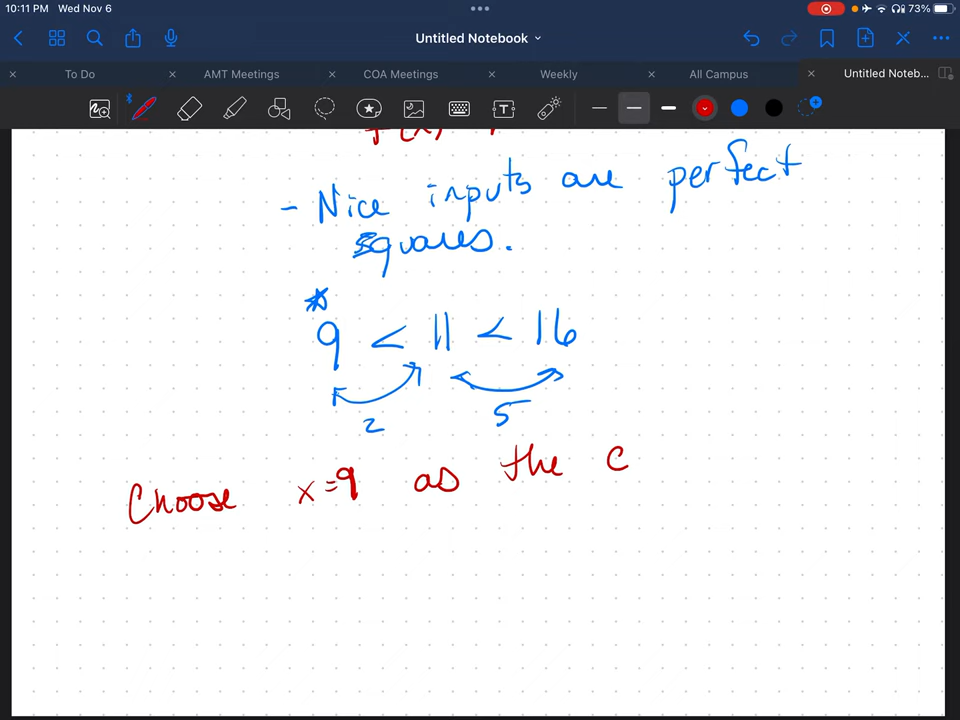 10:11 PM Wed Nov 6
73%
Untitled Notebook
To Do
AMT Meetings
COA Meetings
Weekly
All Campus
Untitled Noteb...
f(x)
- Nice inputs are perfect
squares.
9 < 11 < 16
2 5
Choose x=9 as the c